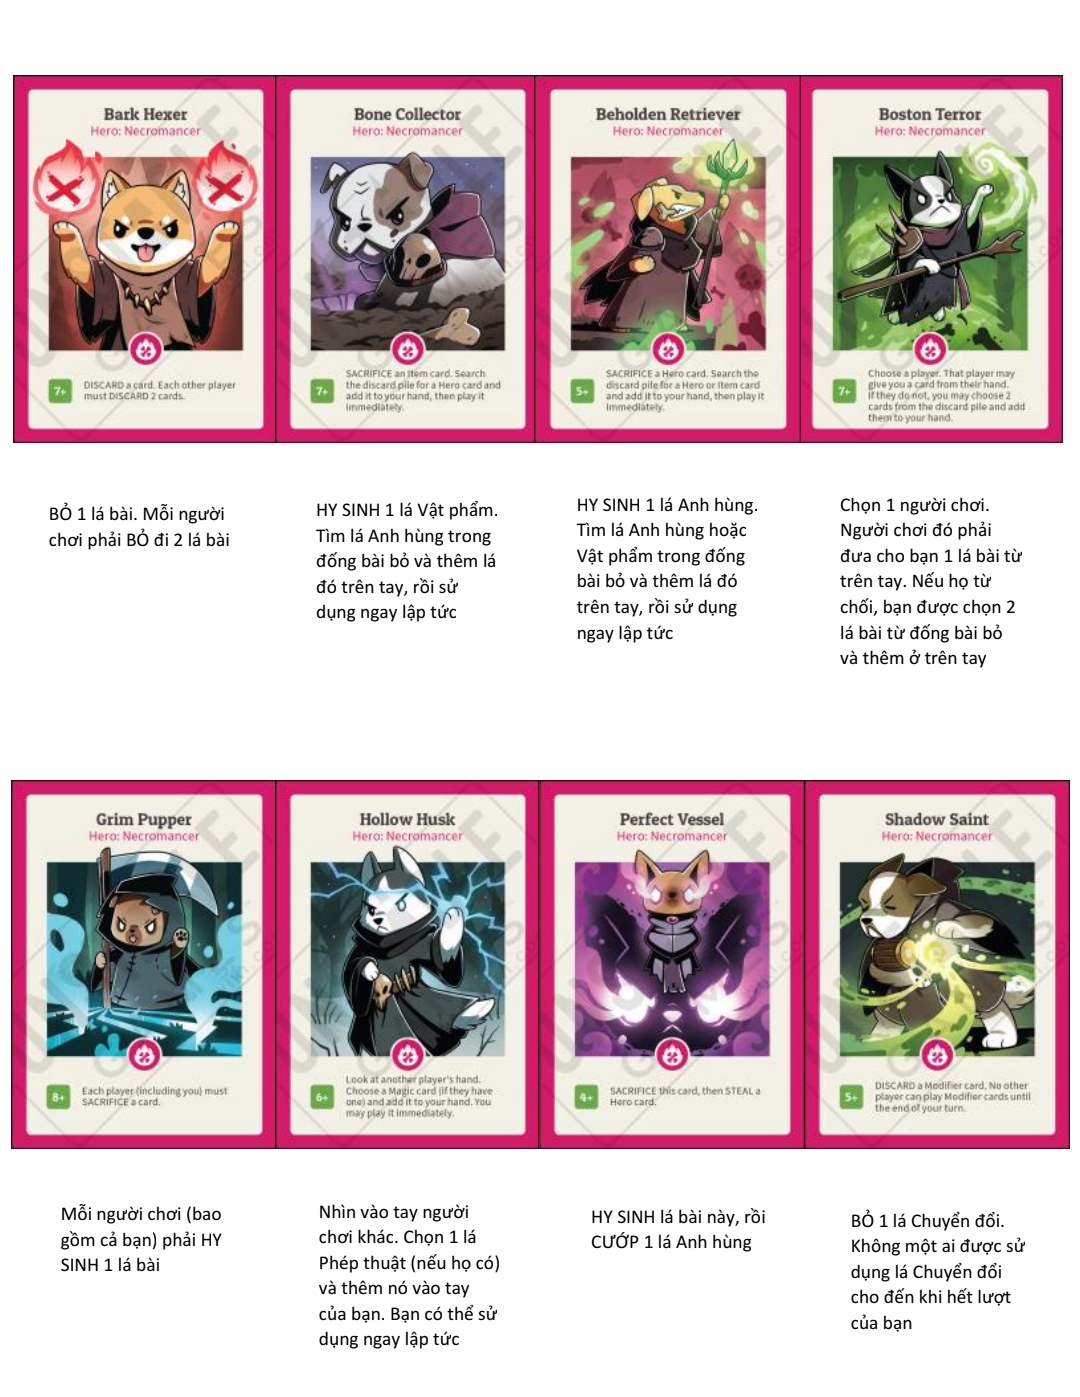 Bark Hexer
Hero: Necromancer
7+
DISCARD a card. Each other player
must DISCARD 2 cards.
Bone Collector
Hero: Necromancer
7+
SACRIFICE an Item card. Search
the discard pile for a Hero card and
add it to your hand, then play it
immediately.
Beholden Retriever
Hero: Necromancer
5+
SACRIFICE a Hero card. Search the
discard pile for a Hero or Item card
and add it to your hand, then play it
immediately.
Boston Terror
Hero: Necromancer
7+
Choose a player. That player may
give you a card from their hand.
If they do not, you may choose 2
cards from the discard pile and add
them to your hand.
BỎ 1 lá bài. Mỗi người
chơi phải BỎ đi 2 lá bài
HY SINH 1 lá Vật phẩm.
Tìm lá Anh hùng trong
đống bài bỏ và thêm lá
đó trên tay, rồi sử
dụng ngay lập tức
HY SINH 1 lá Anh hùng.
Tìm lá Anh hùng hoặc
Vật phẩm trong đống
bài bỏ và thêm lá đó
trên tay, rồi sử dụng
ngay lập tức
Chọn 1 người chơi.
Người chơi đó phải
đưa cho bạn 1 lá bài từ
trên tay. Nếu họ từ
chối, bạn được chọn 2
lá bài từ đống bài bỏ
và thêm ở trên tay
Grim Pupper
Hero: Necromancer
8+
Each player (including you) must
SACRIFICE a card.
Hollow Husk
Hero: Necromancer
6+
Look at another player's hand.
Choose a Magic card (if they have
one) and add it to your hand. You
may play it immediately.
Perfect Vessel
Hero: Necromancer
4+
SACRIFICE this card, then STEAL a
Hero card.
Shadow Saint
Hero: Necromancer
5+
DISCARD a Modifier card. No other
player can play Modifier cards until
the end of your turn.
Mỗi người chơi (bao
gồm cả bạn) phải HY
SINH 1 lá bài
Nhìn vào tay người
chơi khác. Chọn 1 lá
Phép thuật (nếu họ có)
và thêm nó vào tay
của bạn. Bạn có thể sử
dụng ngay lập tức
HY SINH lá bài này, rồi
CƯỚP 1 lá Anh hùng
BỎ 1 lá Chuyển đổi.
Không một ai được sử
dụng lá Chuyển đổi
cho đến khi hết lượt
của bạn